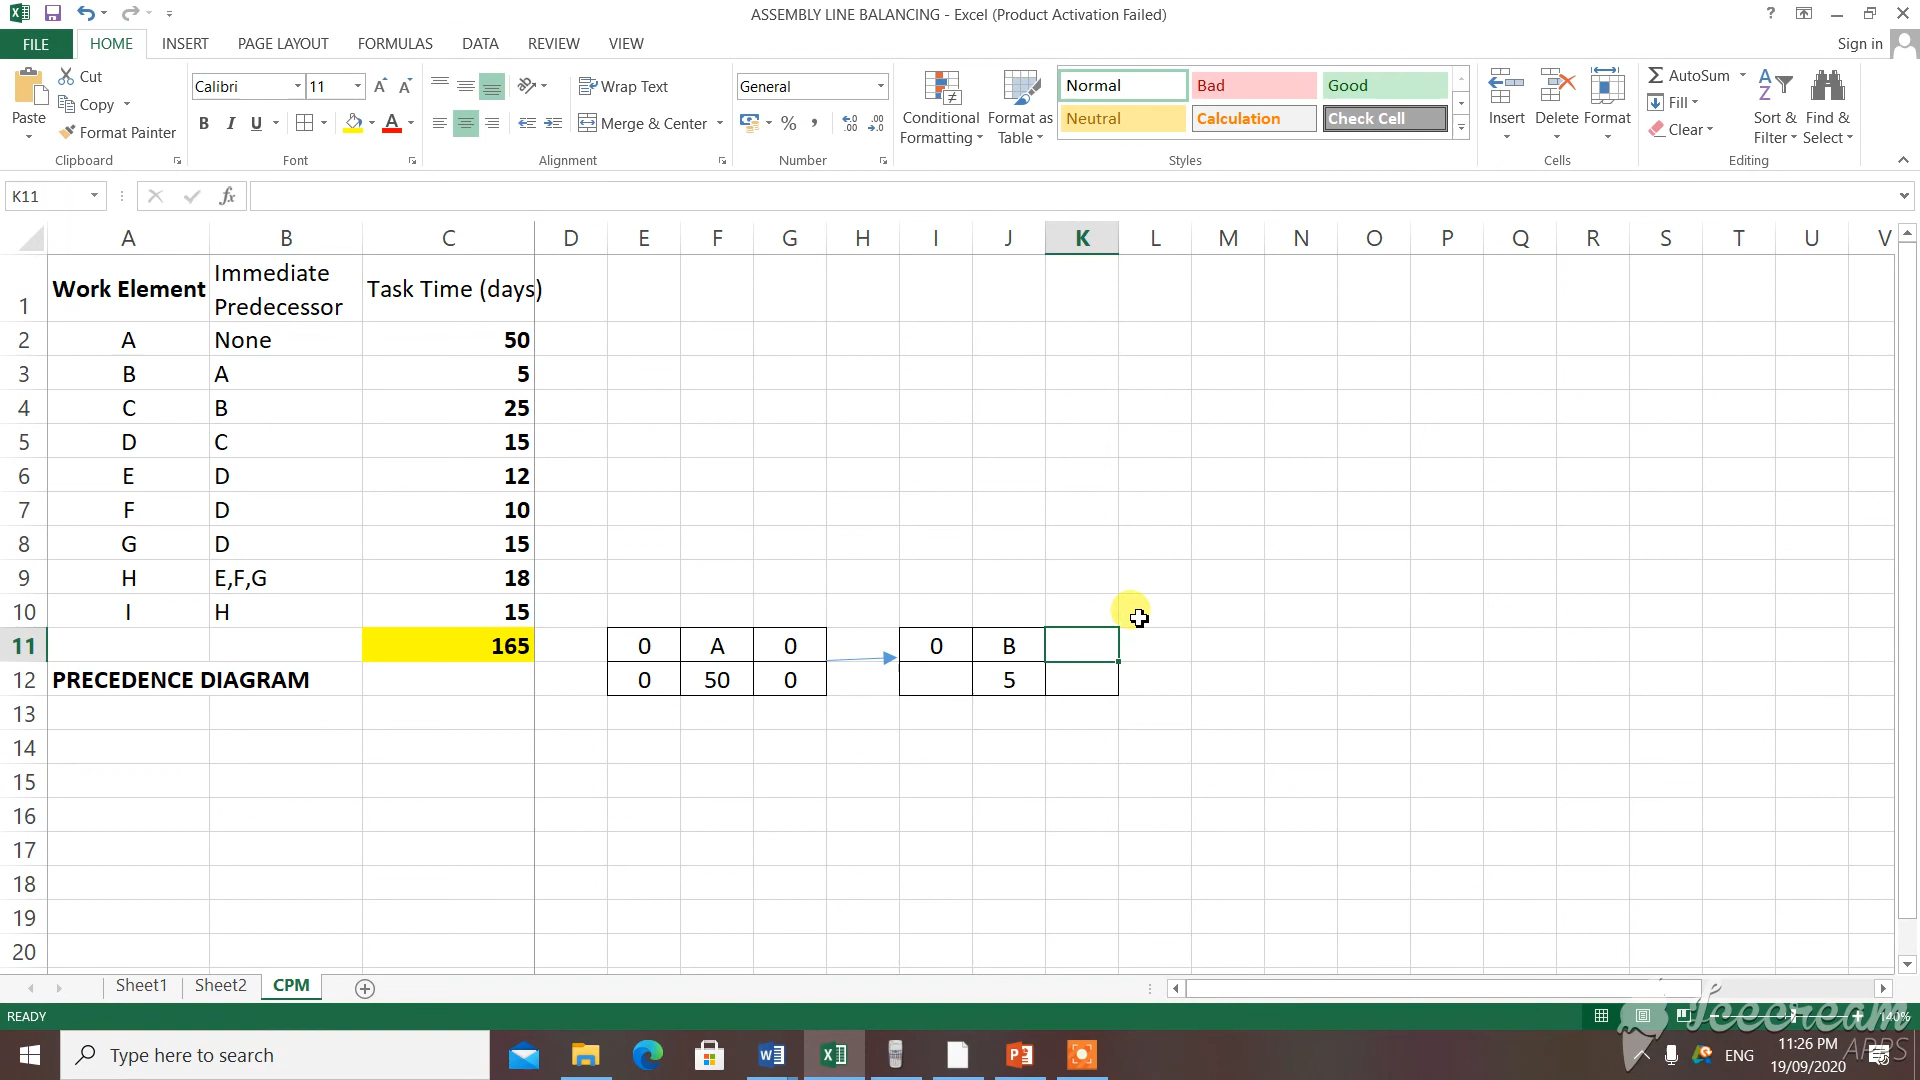 ASSEMBLY LINE BALANCING - Excel (Product Activation Failed)
FILE HOME INSERT PAGE LAYOUT FORMULAS DATA REVIEW VIEW Sign in
Paste Cut Copy Format Painter Clipboard
Calibri 11 B I U A Font
Wrap Text Merge & Center Alignment
General % , Number
Conditional Formatting Format as Table
Normal Bad Good
Neutral Calculation Check Cell
Styles
Insert Delete Format Cells
AutoSum Fill Clear Sort & Filter Find & Select Editing
K11 fx
A B C D E F G H I J K L M N O P Q R S T U V
1 Work Element Immediate Predecessor Task Time (days)
2 A None 50
3 B A 5
4 C B 25
5 D C 15
6 E D 12
7 F D 10
8 G D 15
9 H E,F,G 18
10 I H 15
11 165 0 A 0 0 B
12 PRECEDENCE DIAGRAM 0 50 0 5
13
14
15
16
17
18
19
20
Sheet1 Sheet2 CPM
READY 140%
Icecream
APPS
Type here to search ENG 11:26 PM
19/09/2020